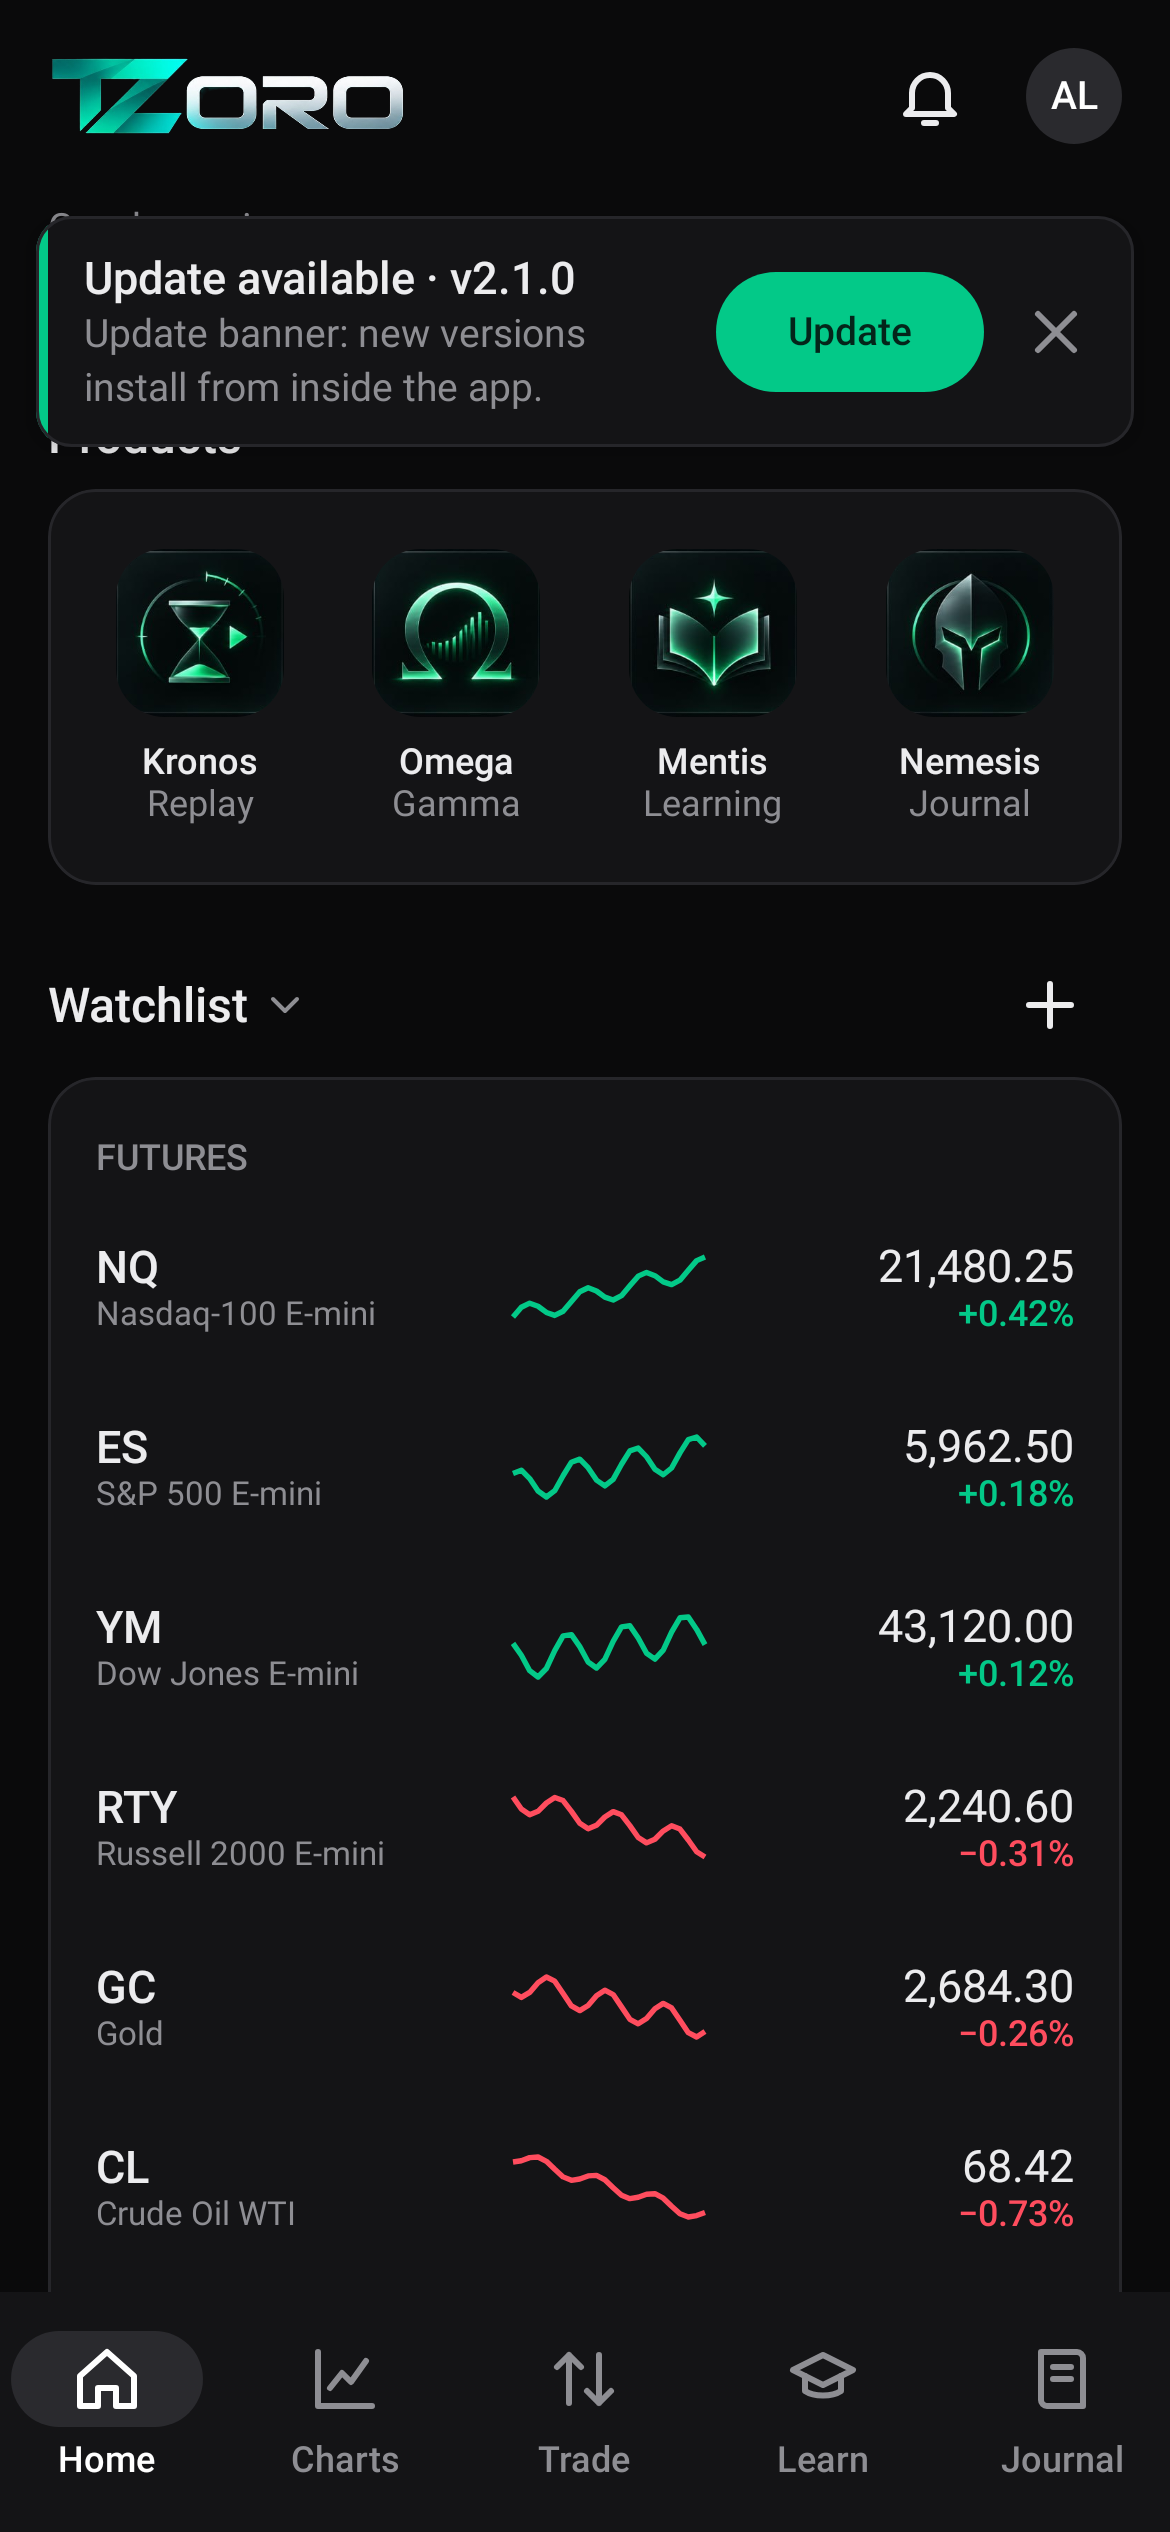 TZORO
AL
Update available · v2.1.0
Update banner: new versions
install from inside the app.
Update
Products
Kronos
Replay
Omega
Gamma
Mentis
Learning
Nemesis
Journal
Watchlist
FUTURES
NQ
Nasdaq-100 E-mini
21,480.25
+0.42%
ES
S&P 500 E-mini
5,962.50
+0.18%
YM
Dow Jones E-mini
43,120.00
+0.12%
RTY
Russell 2000 E-mini
2,240.60
−0.31%
GC
Gold
2,684.30
−0.26%
CL
Crude Oil WTI
68.42
−0.73%
Home
Charts
Trade
Learn
Journal